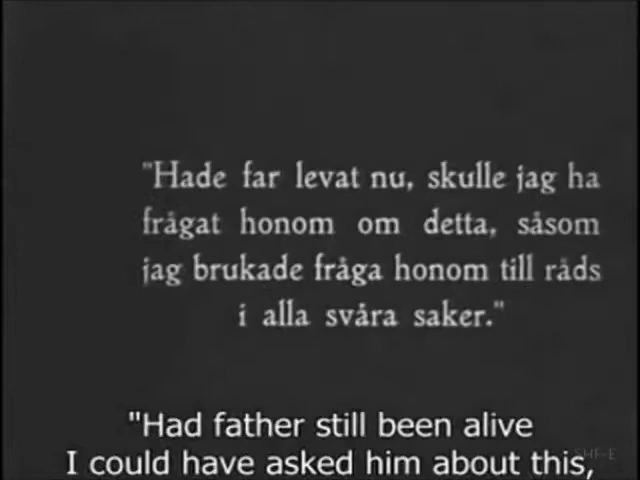 "Hade far levat nu, skulle jag ha
frågat honom om detta, såsom
jag brukade fråga honom till råds
i alla svåra saker."
"Had father still been alive
I could have asked him about this,